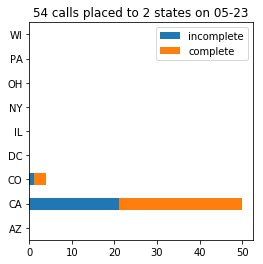 54 calls placed to 2 states on 05-23
incomplete
complete
WI
PA
OH
NY
IL
DC
CO
CA
AZ
0 10 20 30 40 50